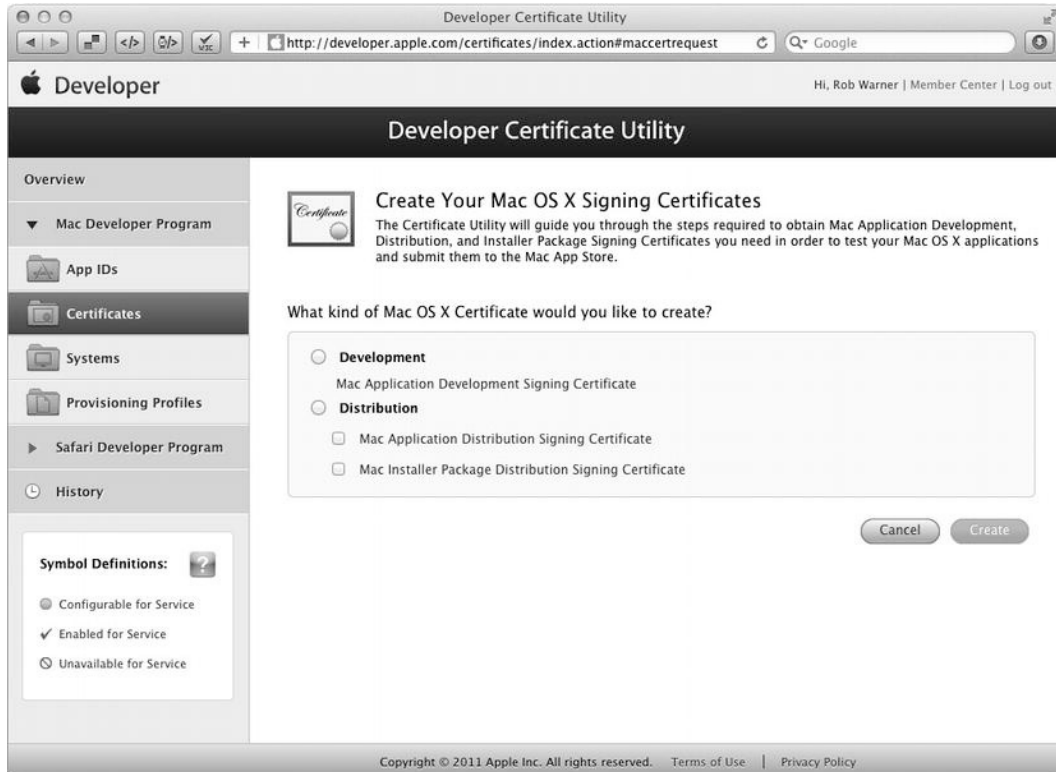 Developer Certificate Utility
http://developer.apple.com/certificates/index.action#maccertrequest
Google
Developer
Hi, Rob Warner | Member Center | Log out
Developer Certificate Utility
Overview
Mac Developer Program
App IDs
Certificates
Systems
Provisioning Profiles
Safari Developer Program
History
Symbol Definitions:
?
Configurable for Service
Enabled for Service
Unavailable for Service
Certificate
Create Your Mac OS X Signing Certificates
The Certificate Utility will guide you through the steps required to obtain Mac Application Development,
Distribution, and Installer Package Signing Certificates you need in order to test your Mac OS X applications
and submit them to the Mac App Store.
What kind of Mac OS X Certificate would you like to create?
Development
Mac Application Development Signing Certificate
Distribution
Mac Application Distribution Signing Certificate
Mac Installer Package Distribution Signing Certificate
Cancel
Create
Copyright © 2011 Apple Inc. All rights reserved. Terms of Use | Privacy Policy